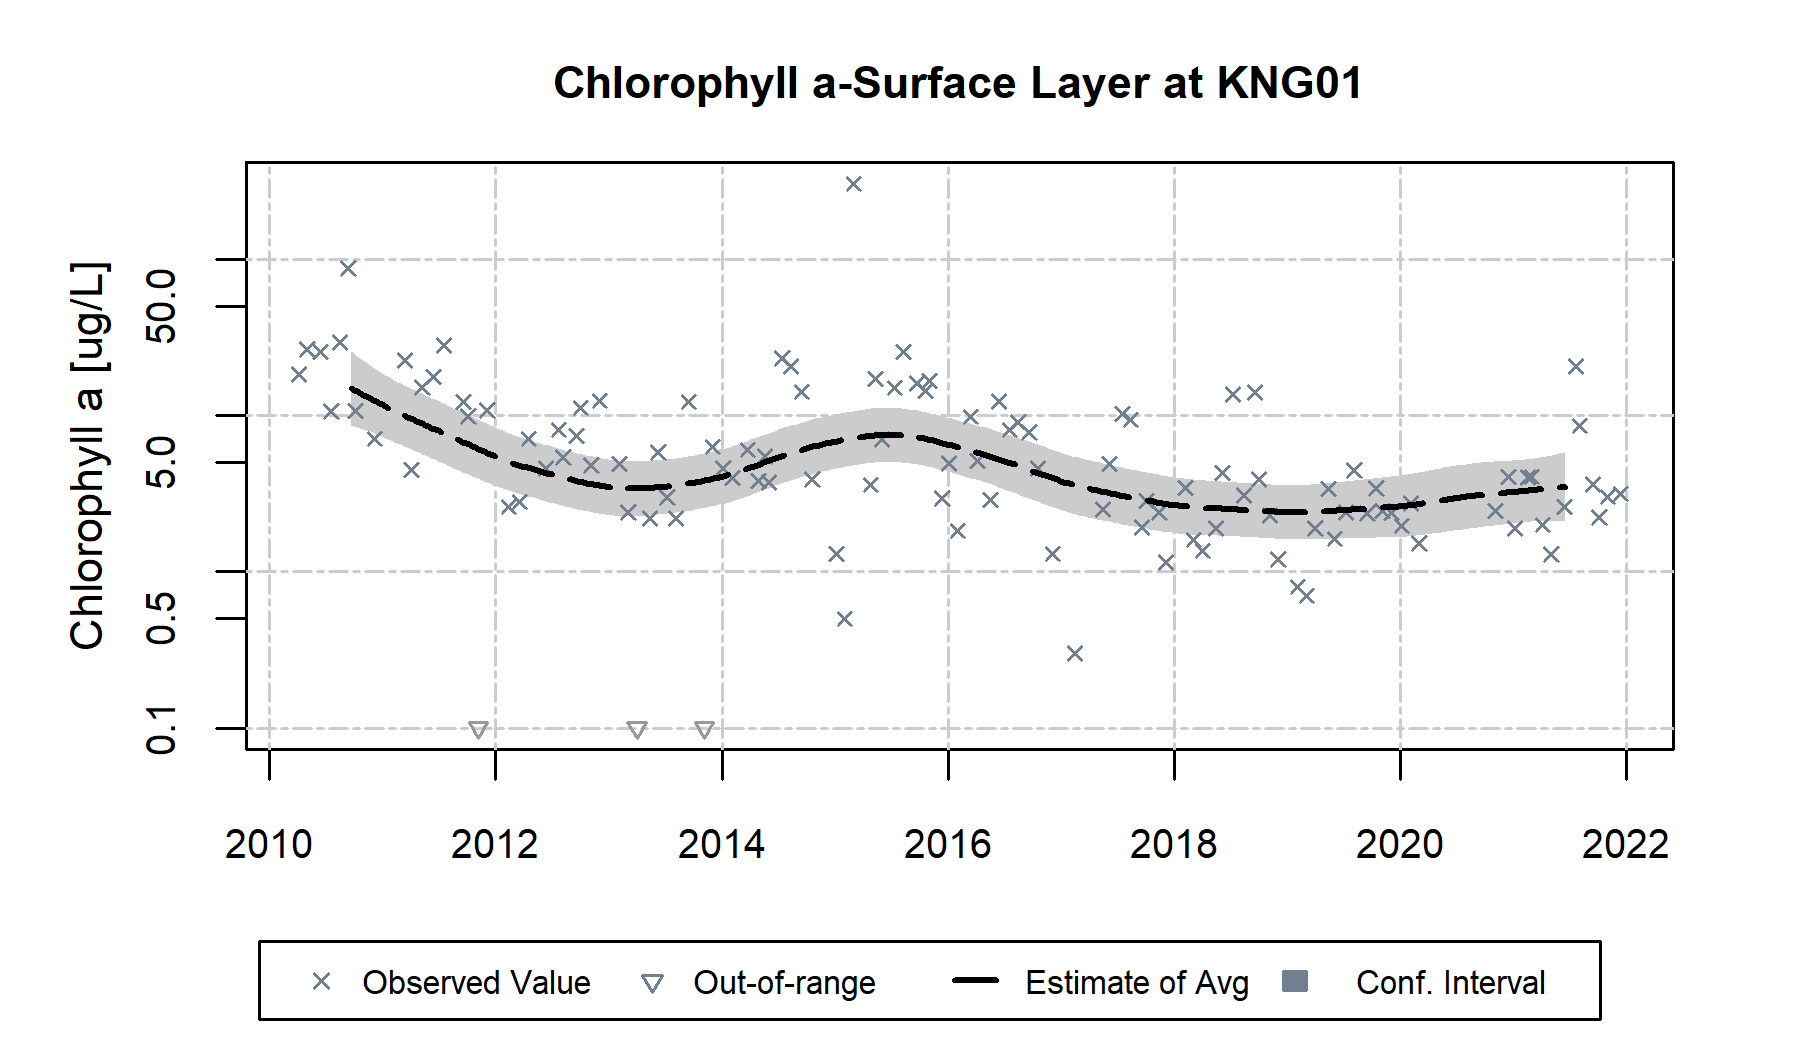 Chlorophyll a-Surface Layer at KNG01
Chlorophyll a [ug/L]
50.0
5.0
0.5
0.1
2010 2012 2014 2016 2018 2020 2022
Observed Value Out-of-range Estimate of Avg Conf. Interval